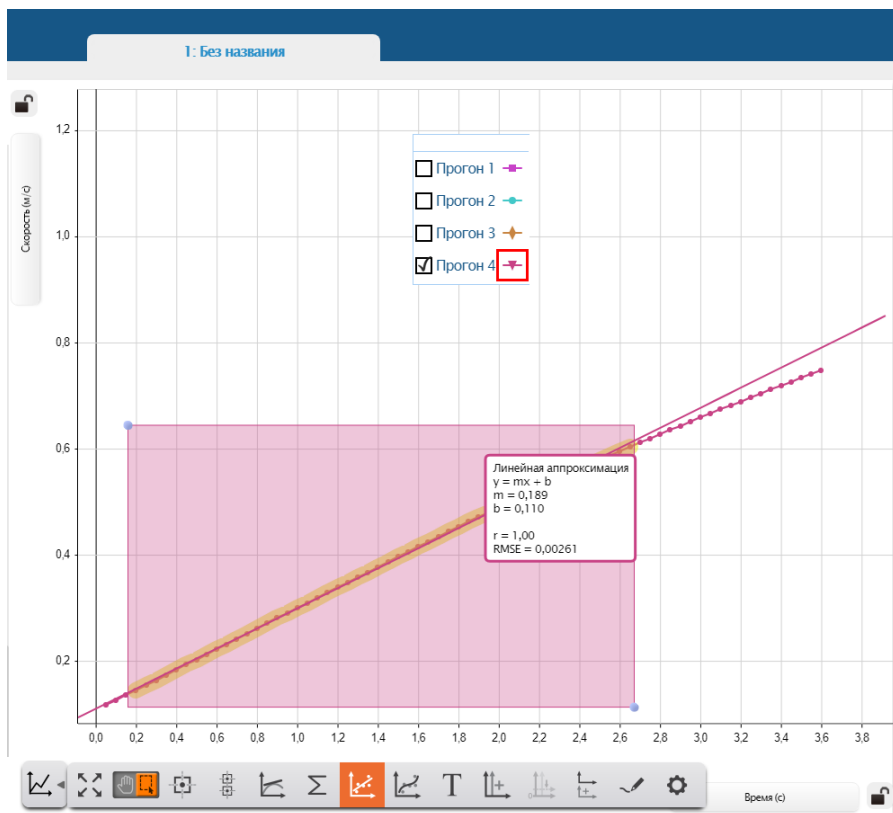 1: Без названия
Скорость (м/с)
1,2
1,0
0,8
0,6
0,4
0,2
Прогон 1
Прогон 2
Прогон 3
Прогон 4
Линейная аппроксимация
y = mx + b
m = 0,189
b = 0,110
r = 1,00
RMSE = 0,00261
0,0 0,2 0,4 0,6 0,8 1,0 1,2 1,4 1,6 1,8 2,0 2,2 2,4 2,6 2,8 3,0 3,2 3,4 3,6 3,8
Σ T
Время (с)